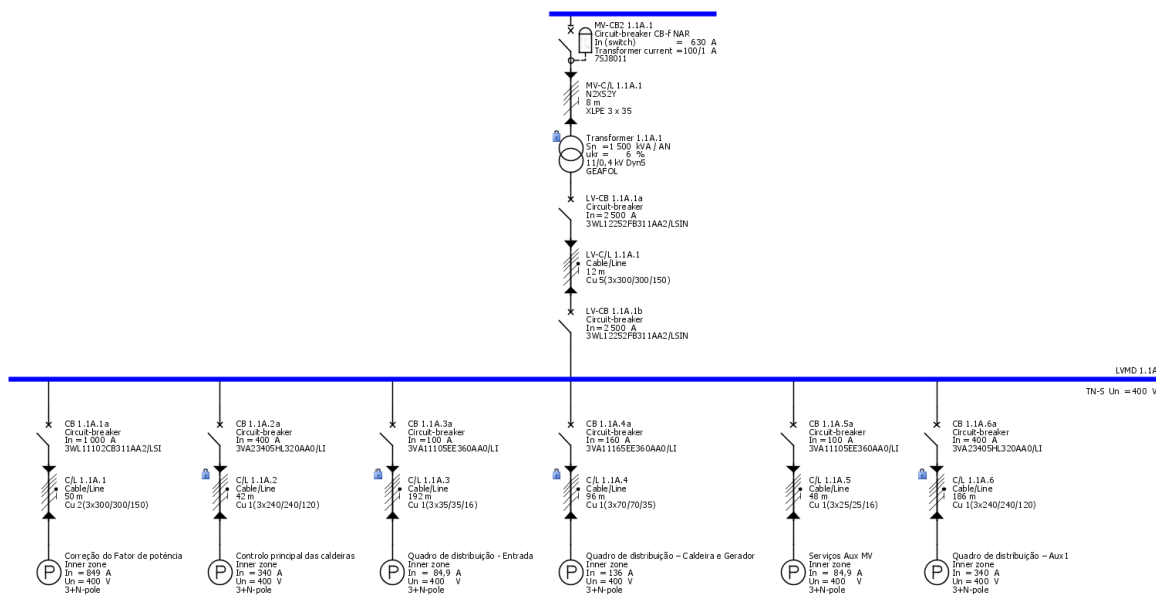 MV-CB2 1.1A.1
Circuit-breaker CB-f NAR
In (switch) = 630 A
Transformer current =100/1 A
7SJ8011
MV-C/L 1.1A.1
N2XS2Y
8 m
XLPE 3 x 35
Transformer 1.1A.1
Sn =1 500 kVA / AN
ukr = 6 %
11/0,4 kV Dyn5
GEAFOL
LV-CB 1.1A.1a
Circuit-breaker
In=2 500 A
3WL12252FB311AA2/LSIN
LV-C/L 1.1A.1
Cable/Line
12 m
Cu 5(3x300/300/150)
LV-CB 1.1A.1b
Circuit-breaker
In=2 500 A
3WL12252FB311AA2/LSIN
LVMD 1.1A
TN-S Un =400 V
CB 1.1A.1a
Circuit-breaker
In=1 000 A
3WL11102CB311AA2/LSI
CB 1.1A.2a
Circuit-breaker
In=400 A
3VA23405HL320AA0/LI
CB 1.1A.3a
Circuit-breaker
In=100 A
3VA11105EE360AA0/LI
CB 1.1A.4a
Circuit-breaker
In=160 A
3VA11165EE360AA0/LI
CB 1.1A.5a
Circuit-breaker
In=100 A
3VA11105EE360AA0/LI
CB 1.1A.6a
Circuit-breaker
In=400 A
3VA23405HL320AA0/LI
C/L 1.1A.1
Cable/Line
50 m
Cu 2(3x300/300/150)
C/L 1.1A.2
Cable/Line
42 m
Cu 1(3x240/240/120)
C/L 1.1A.3
Cable/Line
192 m
Cu 1(3x35/35/16)
C/L 1.1A.4
Cable/Line
96 m
Cu 1(3x70/70/35)
C/L 1.1A.5
Cable/Line
48 m
Cu 1(3x25/25/16)
C/L 1.1A.6
Cable/Line
186 m
Cu 1(3x240/240/120)
P
Correção do Fator de potência
Inner zone
In = 849 A
Un = 400 V
3+N-pole
P
Controlo principal das caldeiras
Inner zone
In = 340 A
Un = 400 V
3+N-pole
P
Quadro de distribuição - Entrada
Inner zone
In = 84,9 A
Un =400 V
3+N-pole
P
Quadro de distribuição – Caldeira e Gerador
Inner zone
In = 136 A
Un = 400 V
3+N-pole
P
Serviços Aux MV
Inner zone
In = 84,9 A
Un =400 V
3+N-pole
P
Quadro de distribuição – Aux1
Inner zone
In = 340 A
Un = 400 V
3+N-pole